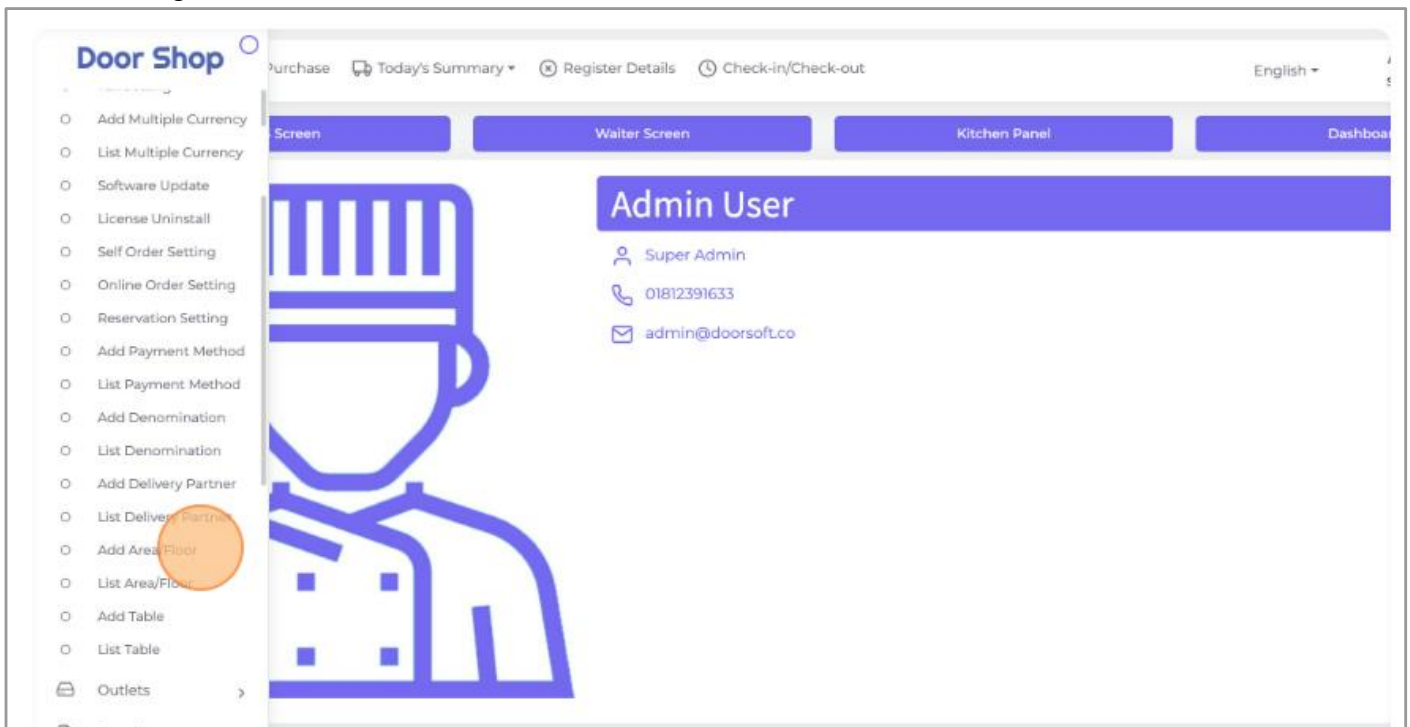 Door Shop
Purchase Today's Summary Register Details Check-in/Check-out English
Add Multiple Currency
List Multiple Currency
Software Update
License Uninstall
Self Order Setting
Online Order Setting
Reservation Setting
Add Payment Method
List Payment Method
Add Denomination
List Denomination
Add Delivery Partner
List Delivery Partner
Add Area/Floor
List Area/Floor
Add Table
List Table
Outlets
Screen Waiter Screen Kitchen Panel Dashboa
Admin User
Super Admin
01812391633
admin@doorsoft.co